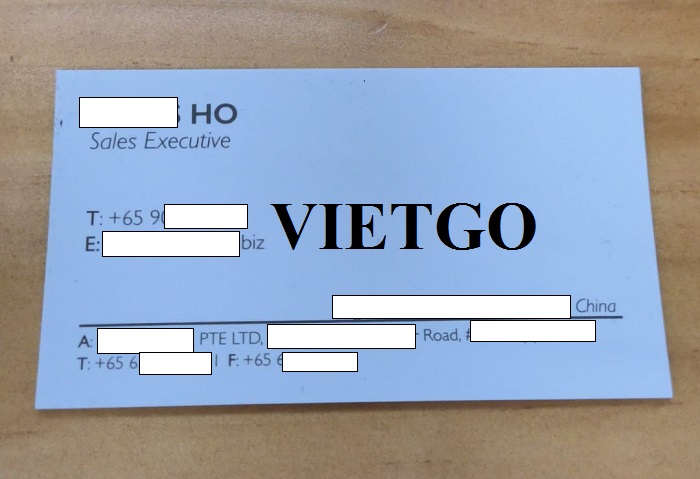 HO
Sales Executive
T: +65 90
E: biz
VIETGO
China
A: PTE LTD, Road, #
T: +65 6 F: +65 6